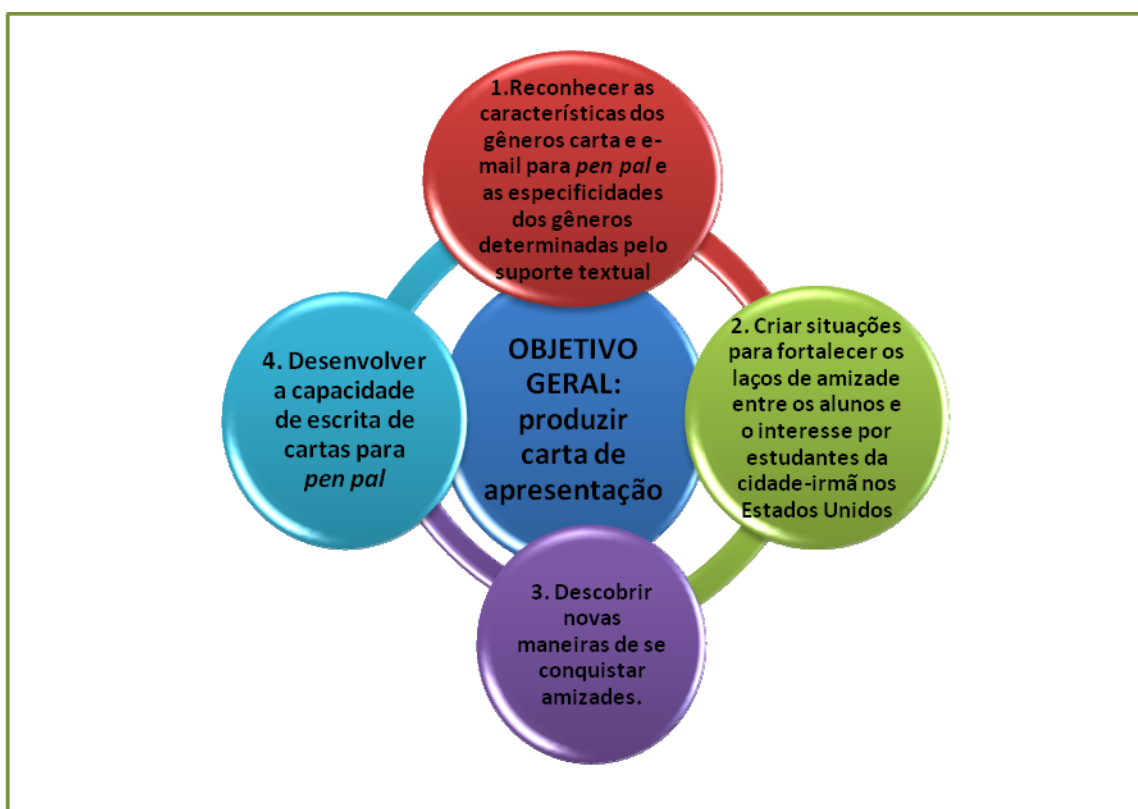 1.Reconhecer as
características dos
gêneros carta e e-
mail para pen pal e
as especificidades
dos gêneros
determinadas pelo
suporte textual
OBJETIVO
GERAL:
produzir
carta de
apresentação
2. Criar situações
para fortalecer os
laços de amizade
entre os alunos e
o interesse por
estudantes da
cidade-irmã nos
Estados Unidos
3. Descobrir
novas
maneiras de se
conquistar
amizades.
4. Desenvolver
a capacidade
de escrita de
cartas para
pen pal